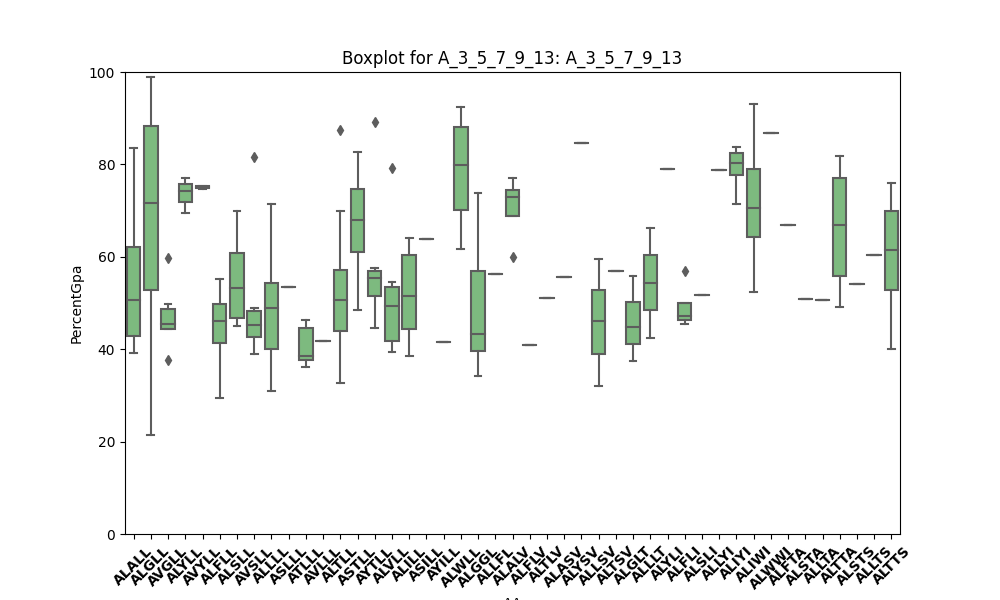 Boxplot for A_3_5_7_9_13: A_3_5_7_9_13
PercentGpa
100
80
60
40
20
0
ALALL
ALGLL
AVGLL
ALYLL
AVYLL
ALFLL
ALSLL
AVSLL
ALLLL
ASLLL
ATLLL
AVLLL
ALTLL
ASTLL
AYTLL
ALVLL
ALILL
ASILL
AYILL
ALWLL
ALGGL
ALLFL
ALALV
ALFLV
ALTLV
ALASV
ALYSV
ALLSV
ALTSV
ALGLT
ALLLT
ALYLI
ALFLI
ALSLI
ALLYI
ALIYI
ALIWI
ALWWI
ALFTA
ALSTA
ALLTA
ALTTA
ALSTS
ALLTS
ALTTS